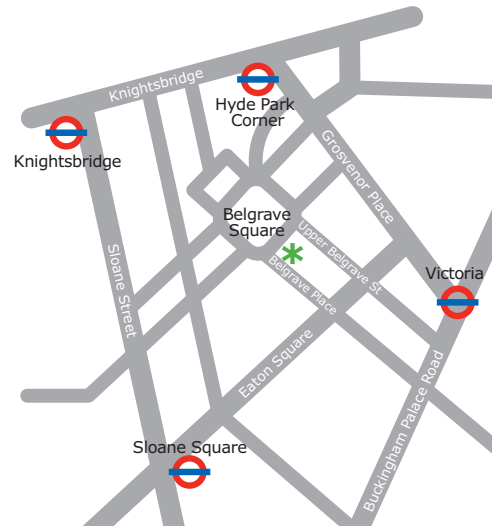 Knightsbridge
Hyde Park
Corner
Knightsbridge
Grosvenor Place
Belgrave
Square
Upper Belgrave St
Sloane Street
Belgrave Place
Victoria
Eaton Square
Buckingham Palace Road
Sloane Square